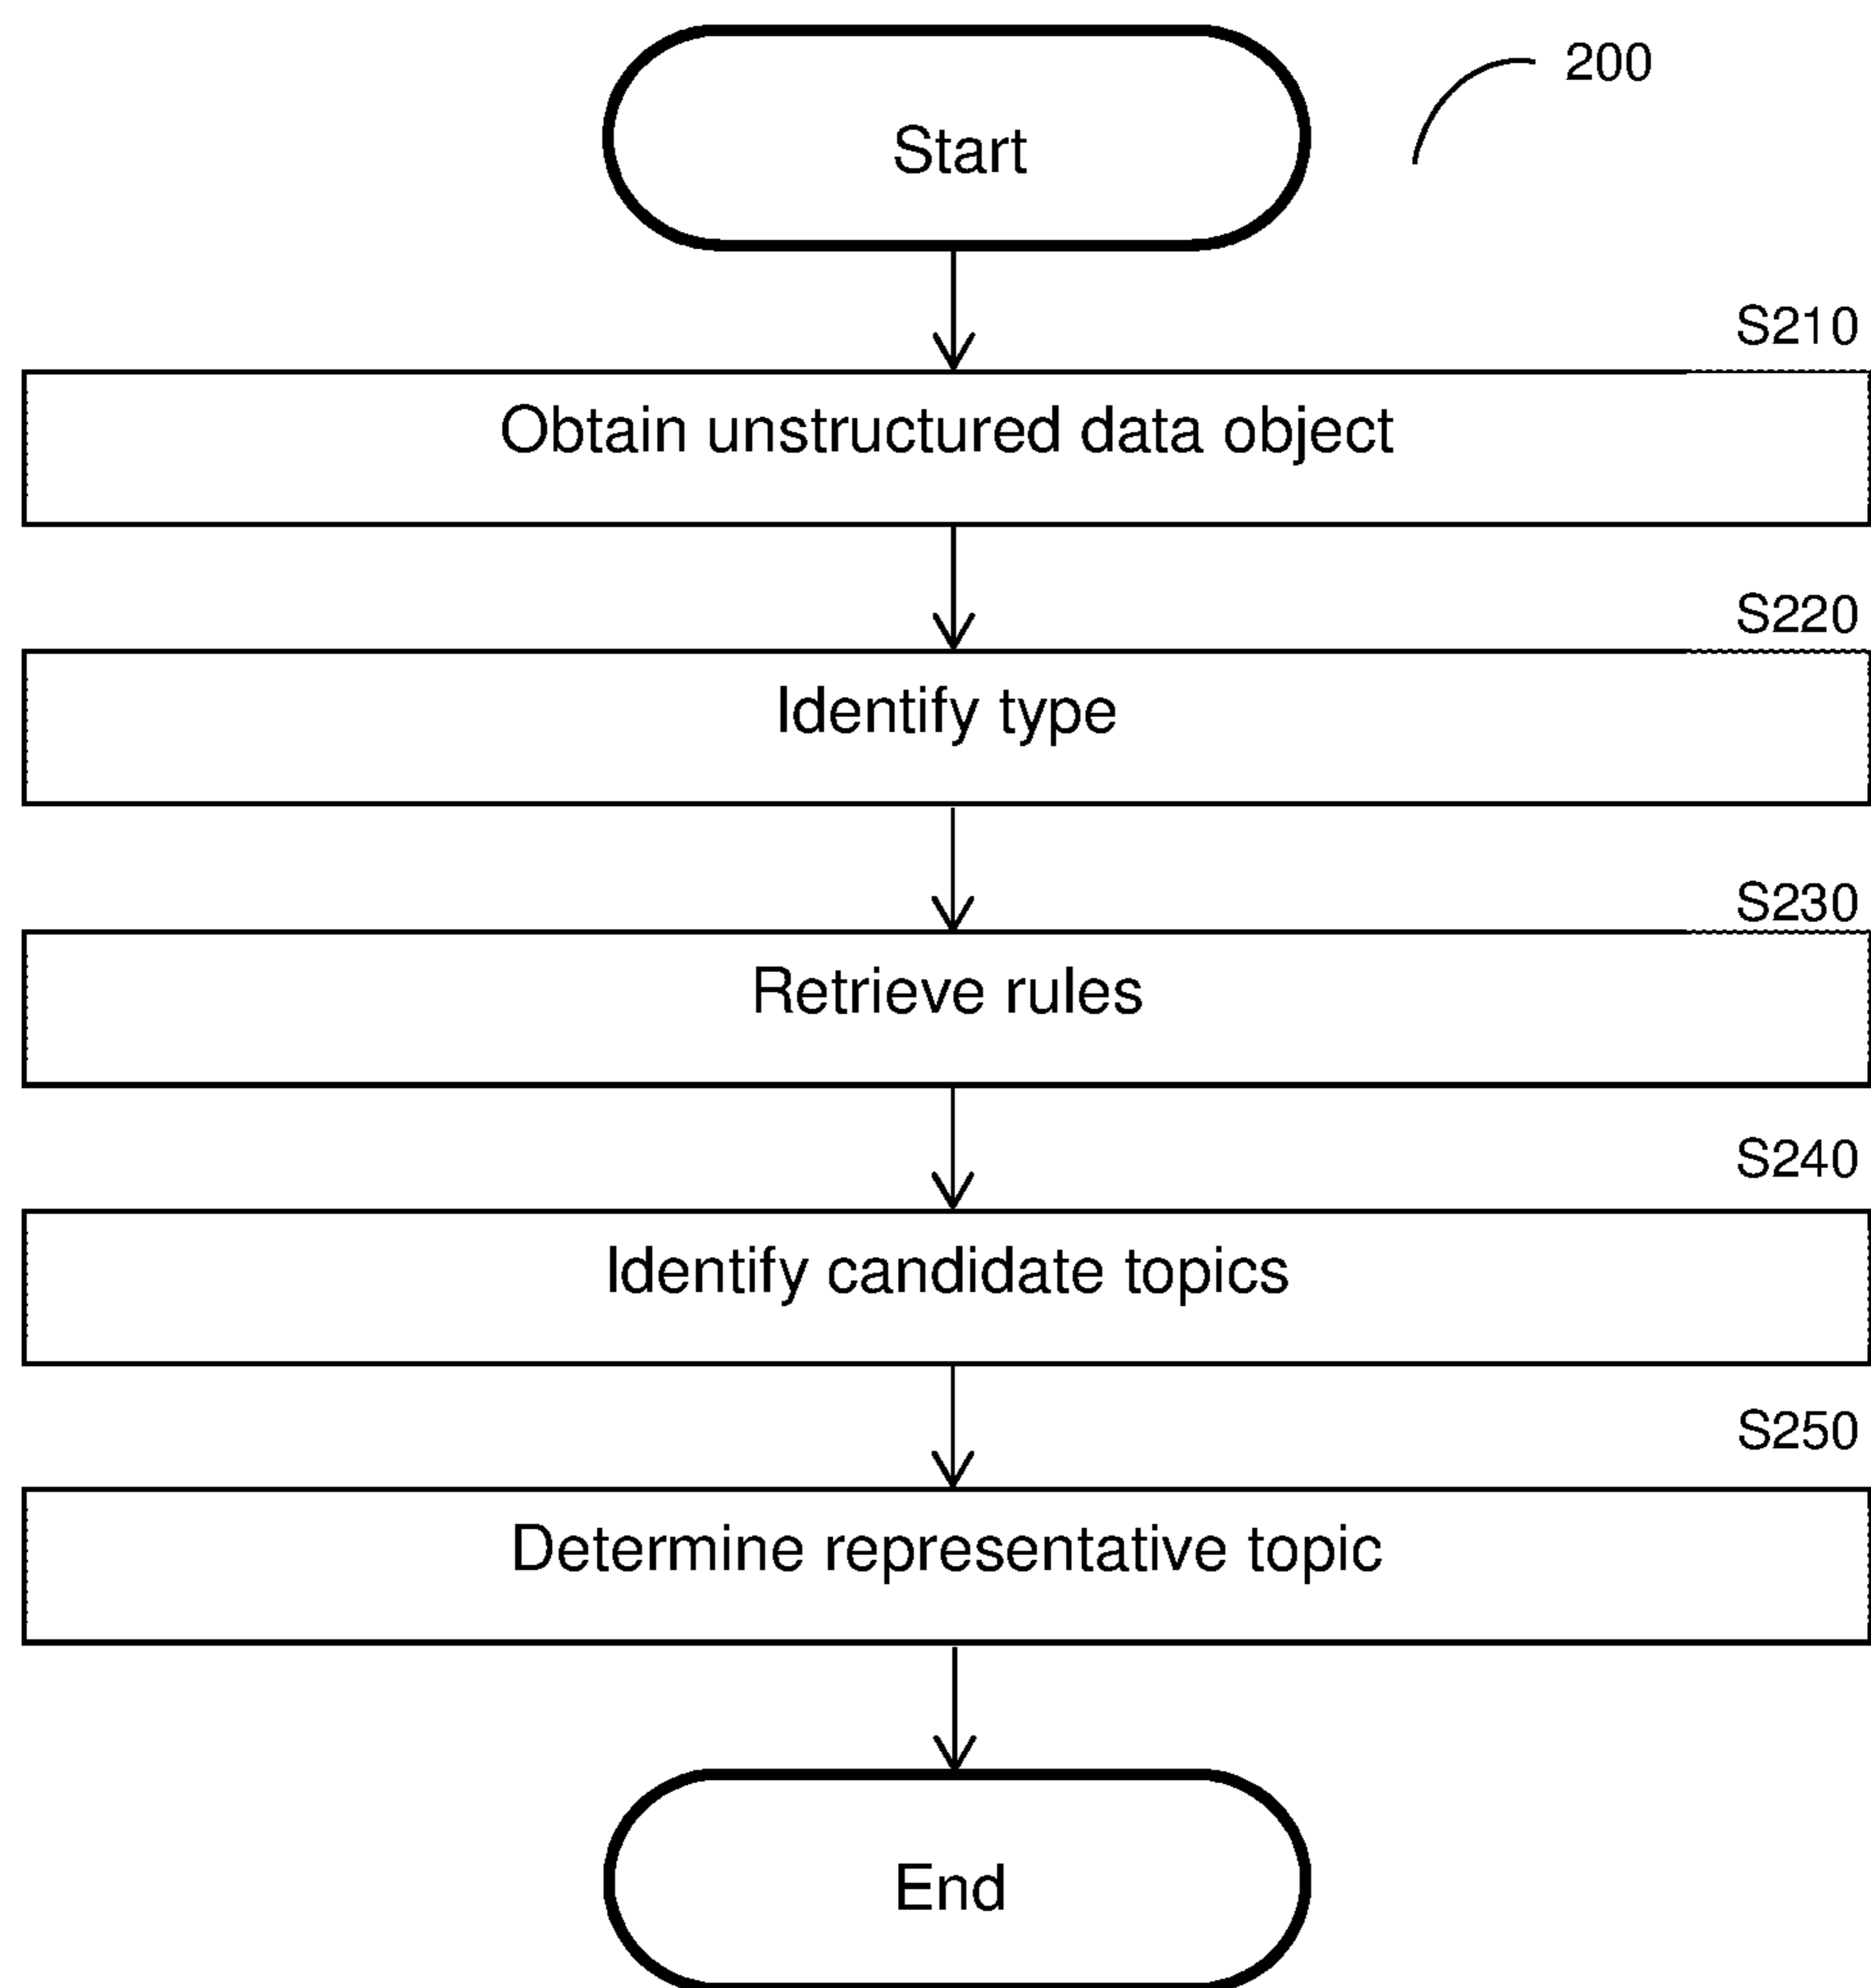 Start
200
S210
Obtain unstructured data object
S220
Identify type
S230
Retrieve rules
S240
Identify candidate topics
S250
Determine representative topic
End